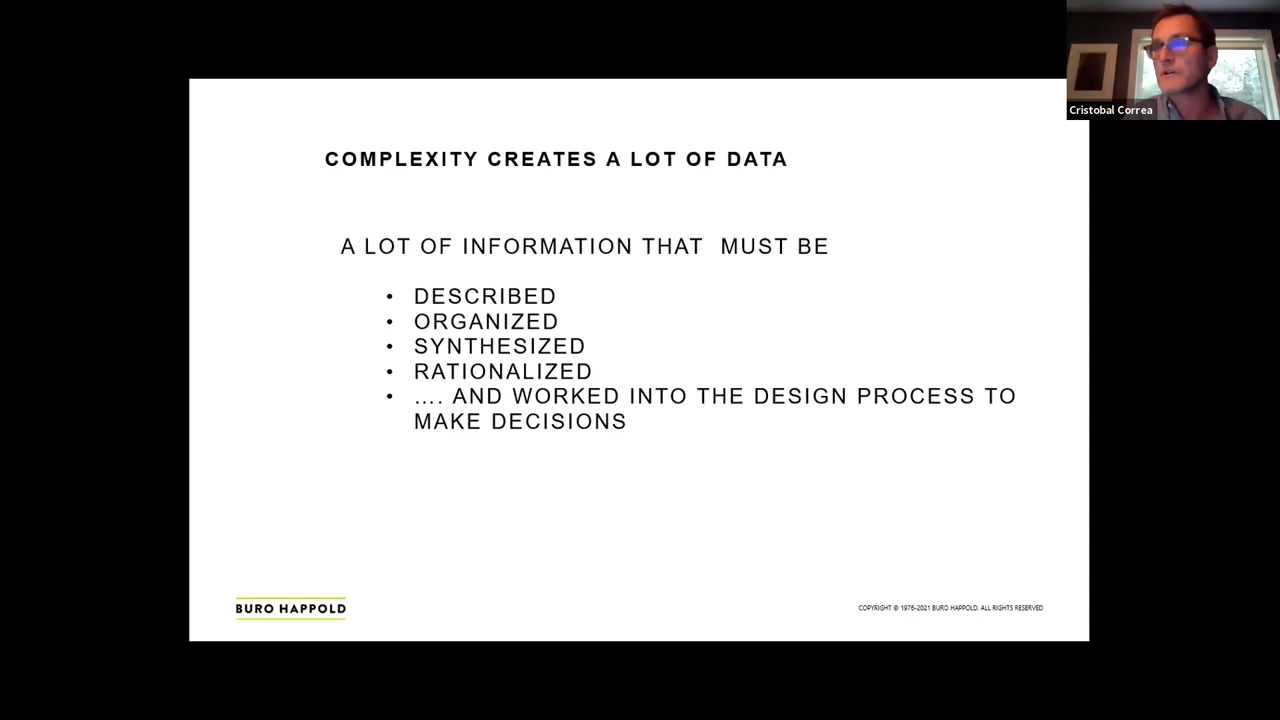 Cristobal Correa
COMPLEXITY CREATES A LOT OF DATA
A LOT OF INFORMATION THAT MUST BE
• DESCRIBED
• ORGANIZED
• SYNTHESIZED
• RATIONALIZED
• .... AND WORKED INTO THE DESIGN PROCESS TO
MAKE DECISIONS
BURO HAPPOLD
COPYRIGHT © 1976-2021 BURO HAPPOLD. ALL RIGHTS RESERVED